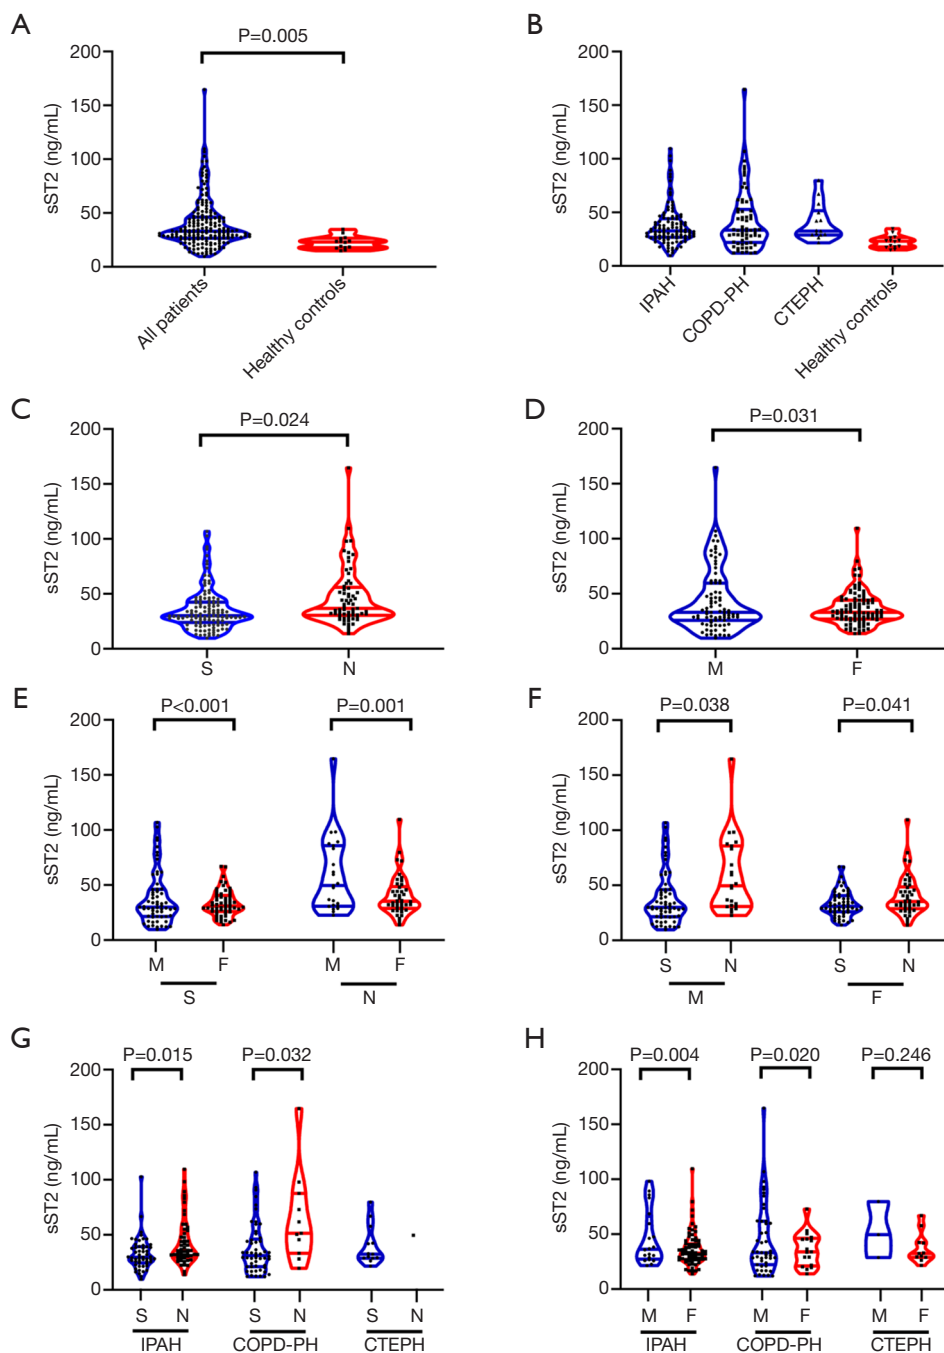 A
P=0.005
sST2 (ng/mL)
200
150
100
50
0
All patients
Healthy controls
B
sST2 (ng/mL)
200
150
100
50
0
IPAH
COPD-PH
CTEPH
Healthy controls
C
P=0.024
sST2 (ng/mL)
200
150
100
50
0
S N
D
P=0.031
sST2 (ng/mL)
200
150
100
50
0
M F
E
P<0.001 P=0.001
sST2 (ng/mL)
200
150
100
50
0
M F M F
S N
F
P=0.038 P=0.041
sST2 (ng/mL)
200
150
100
50
0
S N S N
M F
G
P=0.015 P=0.032
sST2 (ng/mL)
200
150
100
50
0
S N S N S N
IPAH COPD-PH CTEPH
H
P=0.004 P=0.020 P=0.246
sST2 (ng/mL)
200
150
100
50
0
M F M F M F
IPAH COPD-PH CTEPH